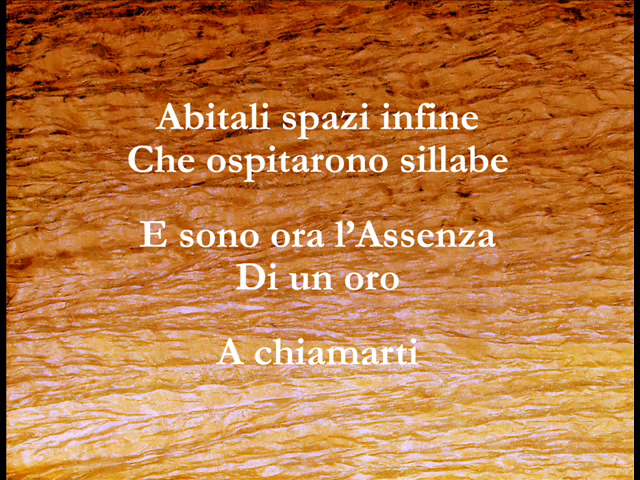 Abitali spazi infine
Che ospitarono sillabe
E sono ora l’Assenza
Di un oro
A chiamarti